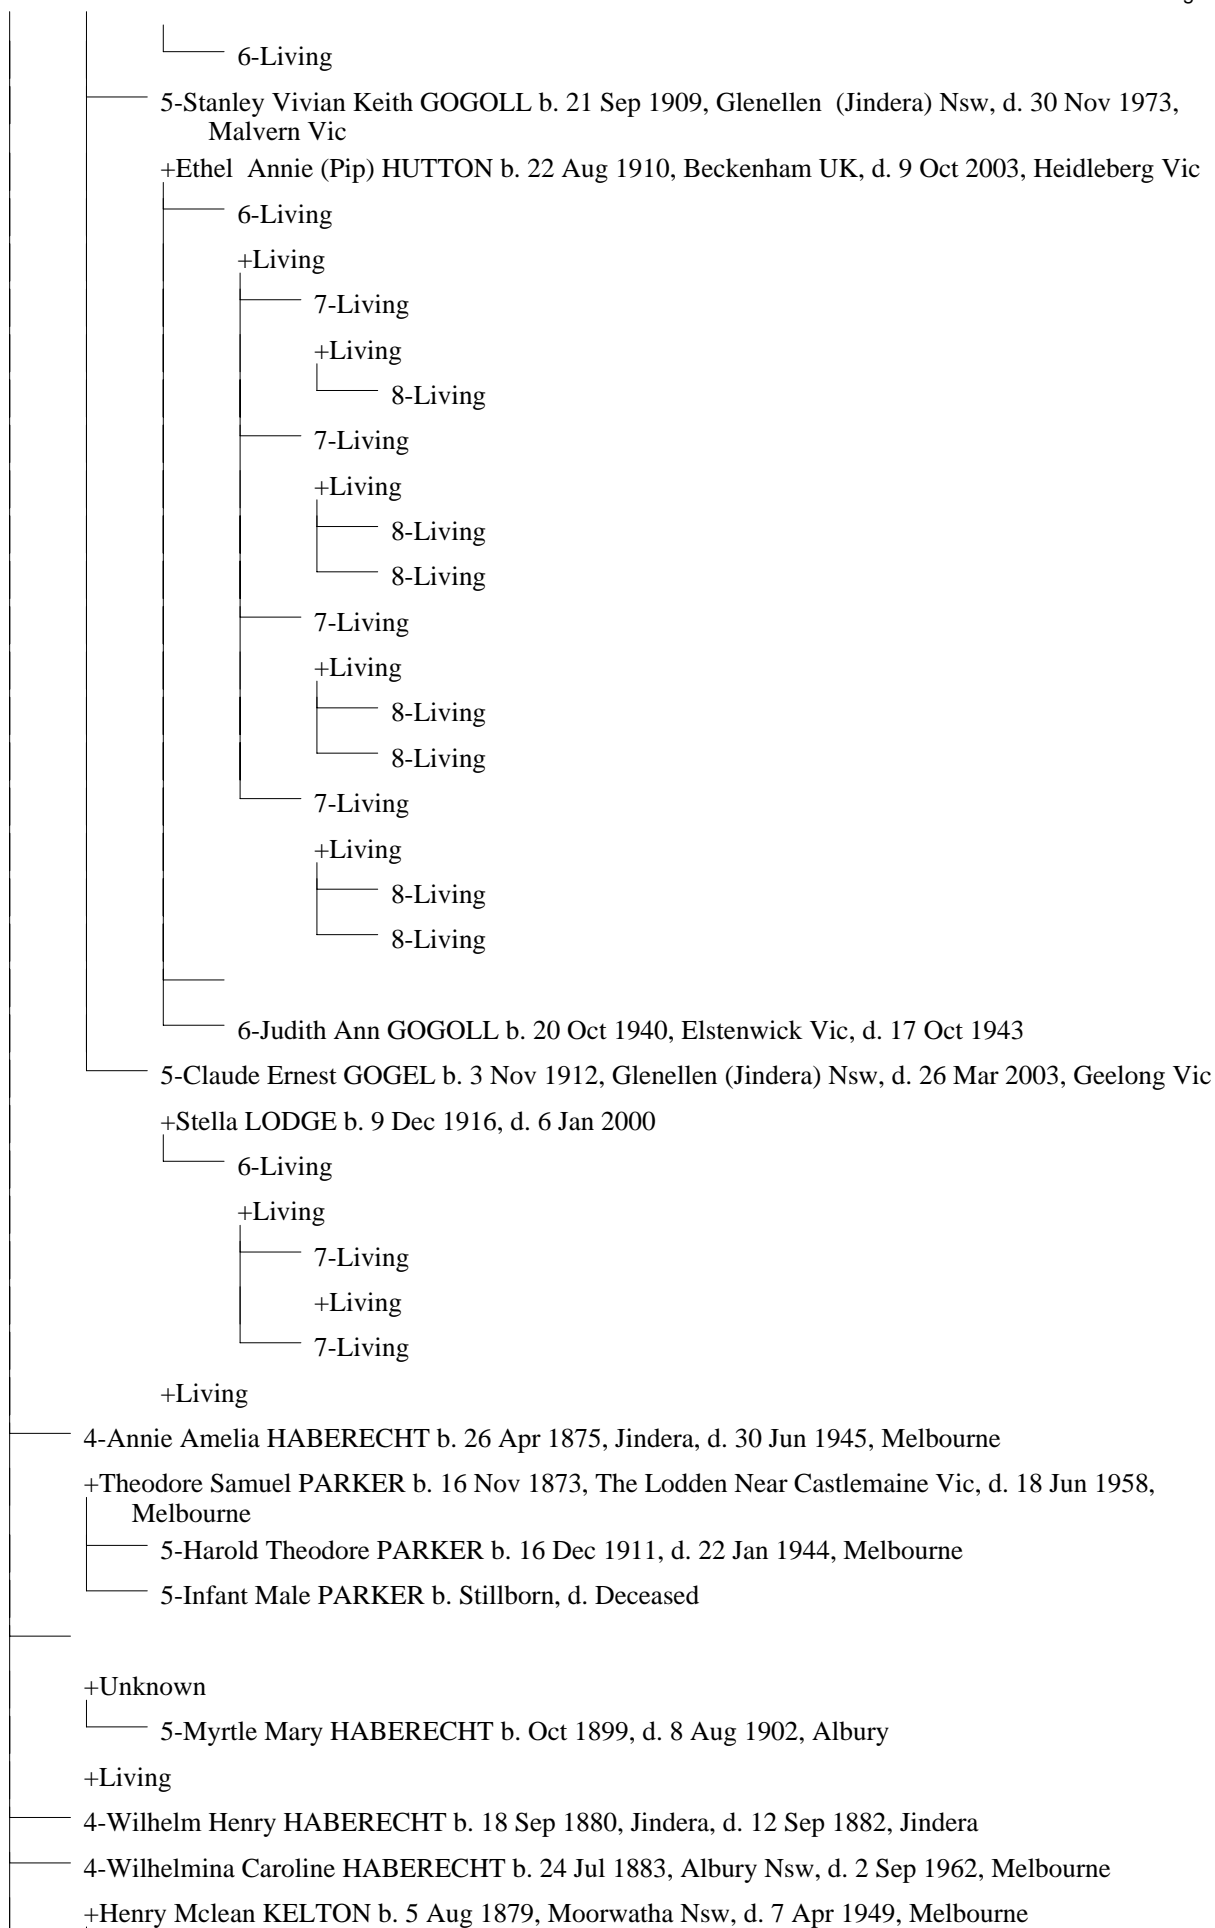 6-Living
5-Stanley Vivian Keith GOGOLL b. 21 Sep 1909, Glenellen (Jindera) Nsw, d. 30 Nov 1973,
Malvern Vic
+Ethel Annie (Pip) HUTTON b. 22 Aug 1910, Beckenham UK, d. 9 Oct 2003, Heidleberg Vic
6-Living
+Living
7-Living
+Living
8-Living
7-Living
+Living
8-Living
8-Living
7-Living
+Living
8-Living
8-Living
7-Living
+Living
8-Living
8-Living
6-Judith Ann GOGOLL b. 20 Oct 1940, Elstenwick Vic, d. 17 Oct 1943
5-Claude Ernest GOGEL b. 3 Nov 1912, Glenellen (Jindera) Nsw, d. 26 Mar 2003, Geelong Vic
+Stella LODGE b. 9 Dec 1916, d. 6 Jan 2000
6-Living
+Living
7-Living
+Living
7-Living
+Living
4-Annie Amelia HABERECHT b. 26 Apr 1875, Jindera, d. 30 Jun 1945, Melbourne
+Theodore Samuel PARKER b. 16 Nov 1873, The Lodden Near Castlemaine Vic, d. 18 Jun 1958,
Melbourne
5-Harold Theodore PARKER b. 16 Dec 1911, d. 22 Jan 1944, Melbourne
5-Infant Male PARKER b. Stillborn, d. Deceased
+Unknown
5-Myrtle Mary HABERECHT b. Oct 1899, d. 8 Aug 1902, Albury
+Living
4-Wilhelm Henry HABERECHT b. 18 Sep 1880, Jindera, d. 12 Sep 1882, Jindera
4-Wilhelmina Caroline HABERECHT b. 24 Jul 1883, Albury Nsw, d. 2 Sep 1962, Melbourne
+Henry Mclean KELTON b. 5 Aug 1879, Moorwatha Nsw, d. 7 Apr 1949, Melbourne